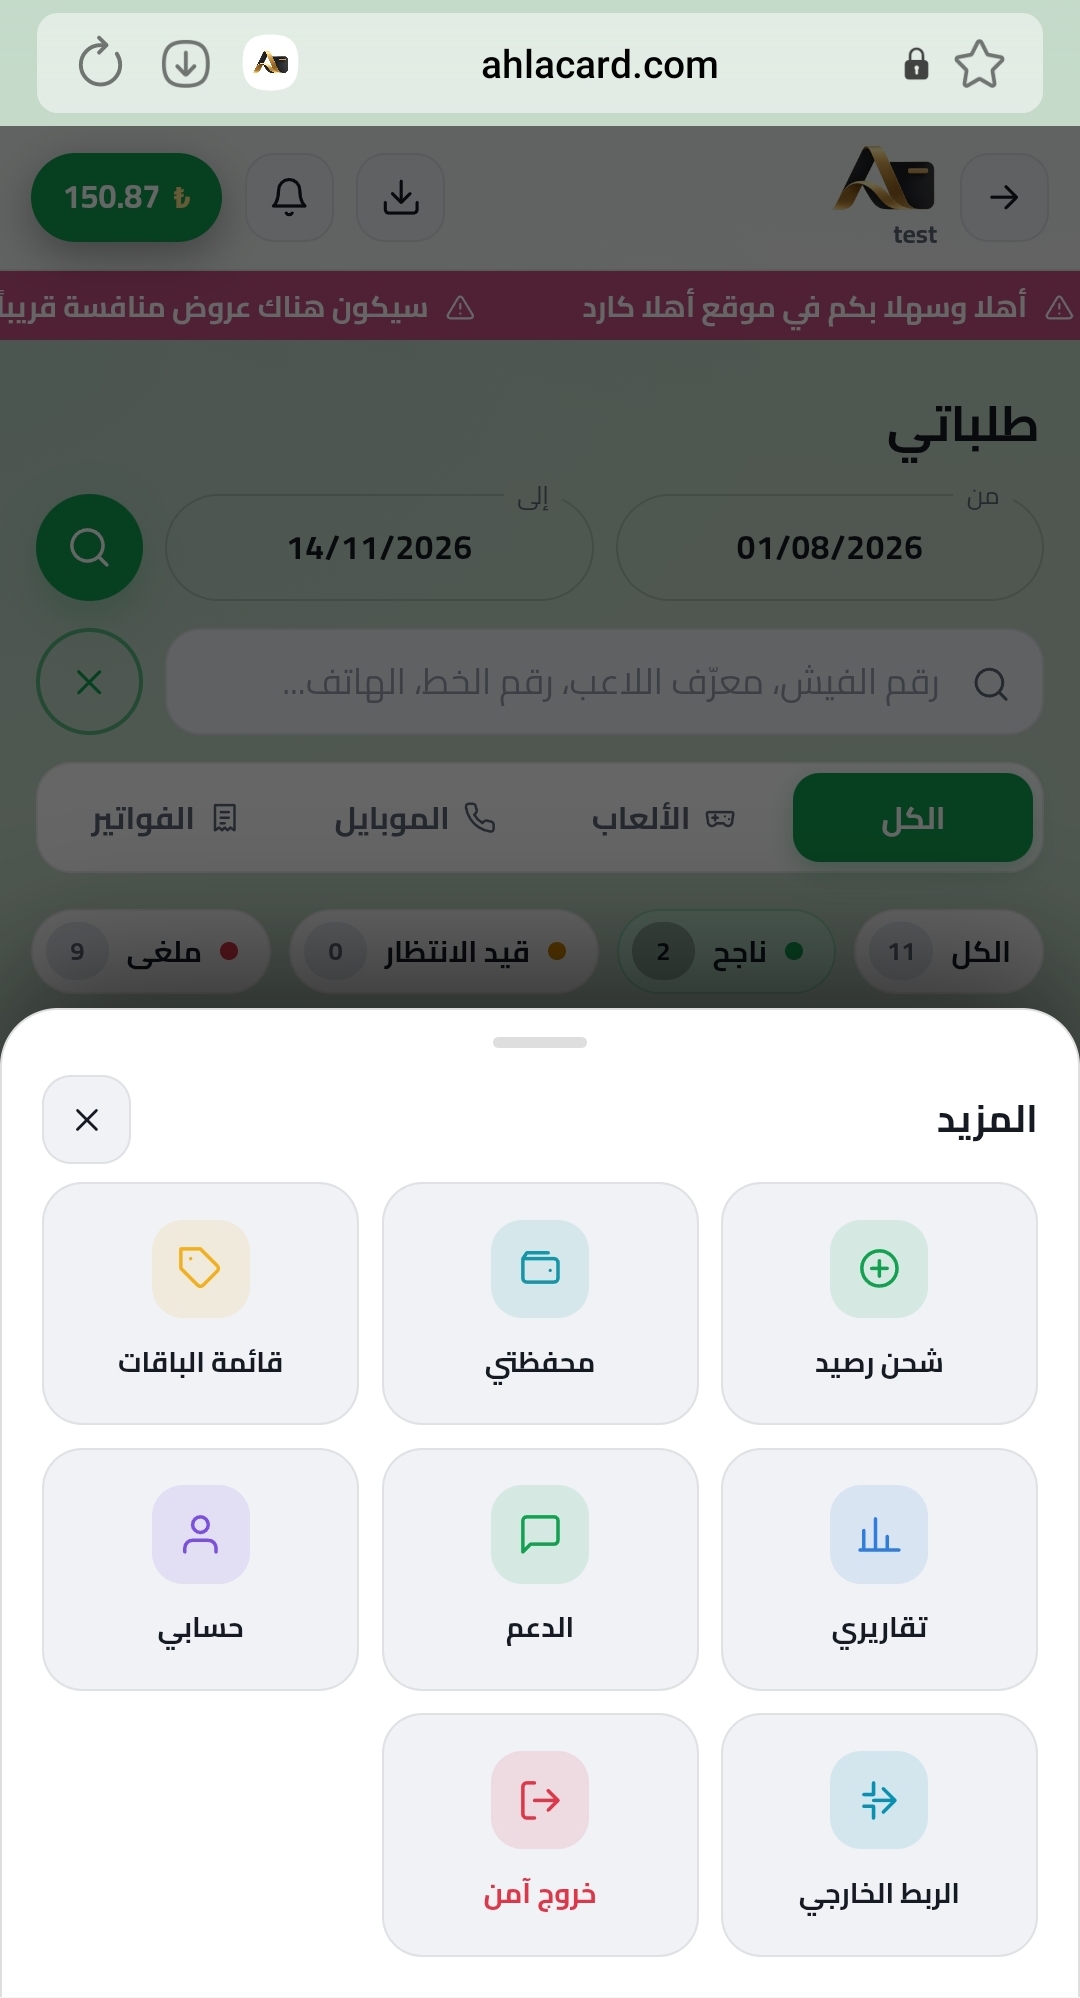 ahlacard.com
150.87 ₺
test
أهلا وسهلا بكم في موقع أهلا كارد
سيكون هناك عروض منافسة قريباً
طلباتي
من
01/08/2026
إلى
14/11/2026
رقم الفيش، معرّف اللاعب، رقم الخط، الهاتف...
الكل
الألعاب
الموبايل
الفواتير
الكل 11
ناجح 2
قيد الانتظار 0
ملغى 9
المزيد
شحن رصيد
محفظتي
قائمة الباقات
تقاريري
الدعم
حسابي
الربط الخارجي
خروج آمن